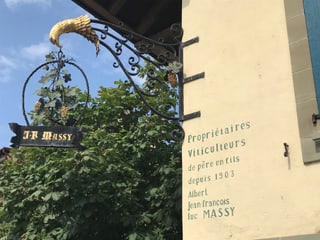 J·P. MASSY
Propriétaires
Viticulteurs
de père en fils
depuis 1903
Albert
Jean françois
luc MASSY